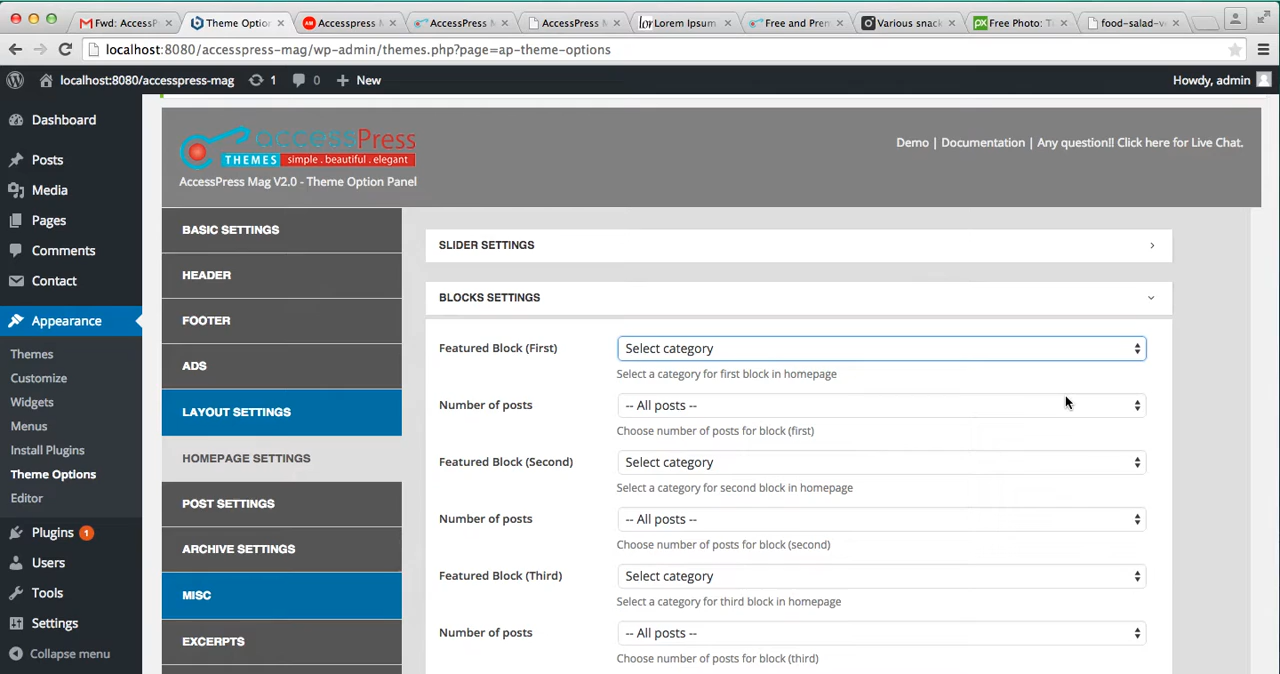 Fwd: AccessP
Theme Optio
Accesspress m
AccessPress M
AccessPress M
Lorem Ipsum
Free and Pren
Various snack
Free Photo: T
food-salad-ve
localhost:8080/accesspress-mag/wp-admin/themes.php?page=ap-theme-options
localhost:8080/accesspress-mag 1 0 New Howdy, admin
Dashboard
Posts
Media
Pages
Comments
Contact
Appearance
Themes
Customize
Widgets
Menus
Install Plugins
Theme Options
Editor
Plugins 1
Users
Tools
Settings
Collapse menu
accessPress
THEMES simple . beautiful . elegant
AccessPress Mag V2.0 - Theme Option Panel
Demo | Documentation | Any question!! Click here for Live Chat.
BASIC SETTINGS
HEADER
FOOTER
ADS
LAYOUT SETTINGS
HOMEPAGE SETTINGS
POST SETTINGS
ARCHIVE SETTINGS
MISC
EXCERPTS
SLIDER SETTINGS
BLOCKS SETTINGS
Featured Block (First) Select category
Select a category for first block in homepage
Number of posts -- All posts --
Choose number of posts for block (first)
Featured Block (Second) Select category
Select a category for second block in homepage
Number of posts -- All posts --
Choose number of posts for block (second)
Featured Block (Third) Select category
Select a category for third block in homepage
Number of posts -- All posts --
Choose number of posts for block (third)